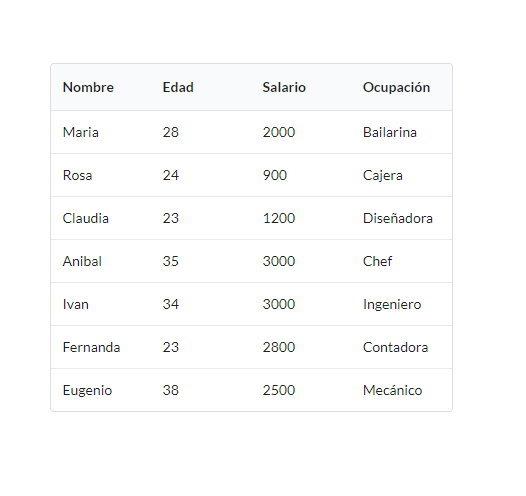 Nombre Edad Salario Ocupación
Maria 28 2000 Bailarina
Rosa 24 900 Cajera
Claudia 23 1200 Diseñadora
Anibal 35 3000 Chef
Ivan 34 3000 Ingeniero
Fernanda 23 2800 Contadora
Eugenio 38 2500 Mecánico